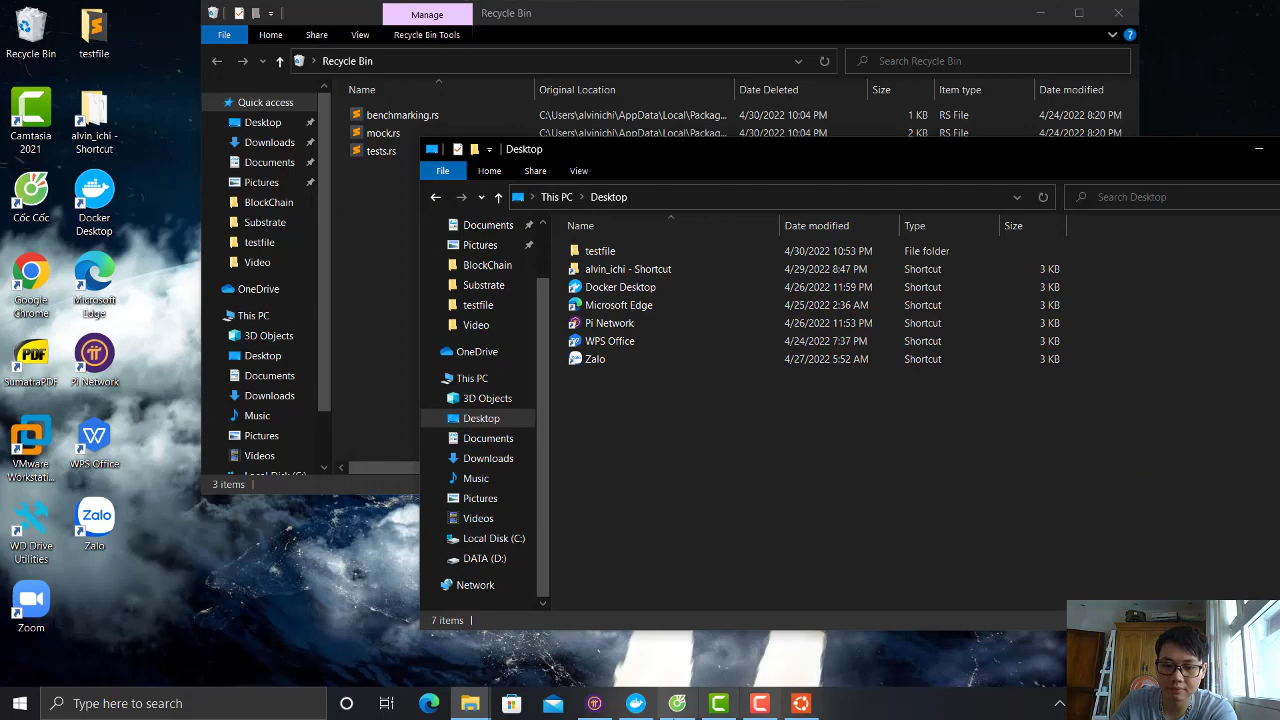 Recycle Bin
testfile
Camtasia 2021
alvin_ichi - Shortcut
Cốc Cốc
Docker Desktop
Google Chrome
Microsoft Edge
PDF
SumatraPDF
Pi Network
VMware Workstati...
WPS Office
WD Drive Utilities
Zalo
Zalo
Zoom
Manage
Recycle Bin
File
Home
Share
View
Recycle Bin Tools
Recycle Bin
Search Recycle Bin
Quick access
Desktop
Downloads
Documents
Pictures
BlockChain
Substrate
testfile
Video
OneDrive
This PC
3D Objects
Desktop
Documents
Downloads
Music
Pictures
Videos
Local Disk (C:)
Name
Original Location
Date Deleted
Size
Item type
Date modified
benchmarking.rs
C:\Users\alvinichi\AppData\Local\Packag...
4/30/2022 10:04 PM
1 KB
RS File
4/24/2022 8:20 PM
mock.rs
C:\Users\alvinichi\AppData\Local\Packag...
4/30/2022 10:04 PM
2 KB
RS File
4/24/2022 8:20 PM
tests.rs
3 items
Desktop
File
Home
Share
View
This PC
Desktop
Search Desktop
Documents
Pictures
BlockChain
Substrate
testfile
Video
OneDrive
This PC
3D Objects
Desktop
Documents
Downloads
Music
Pictures
Videos
Local Disk (C:)
DATA (D:)
Network
Name
Date modified
Type
Size
testfile
4/30/2022 10:53 PM
File folder
alvin_ichi - Shortcut
4/29/2022 8:47 PM
Shortcut
3 KB
Docker Desktop
4/26/2022 11:59 PM
Shortcut
3 KB
Microsoft Edge
4/25/2022 2:36 AM
Shortcut
3 KB
Pi Network
4/26/2022 11:53 PM
Shortcut
3 KB
WPS Office
4/24/2022 7:37 PM
Shortcut
3 KB
Zalo
4/27/2022 5:52 AM
Shortcut
3 KB
7 items
Type here to search